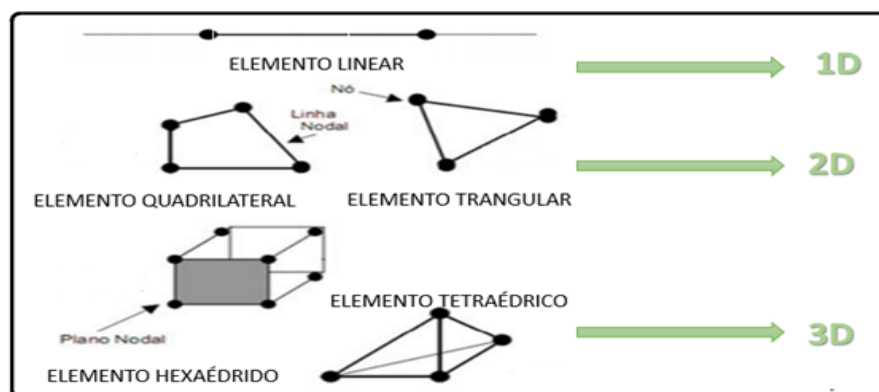 ELEMENTO LINEAR
1D
Nó
Linha
Nodal
2D
ELEMENTO QUADRILATERAL
ELEMENTO TRANGULAR
ELEMENTO TETRAÉDRICO
Plano Nodal
3D
ELEMENTO HEXAÉDRIDO